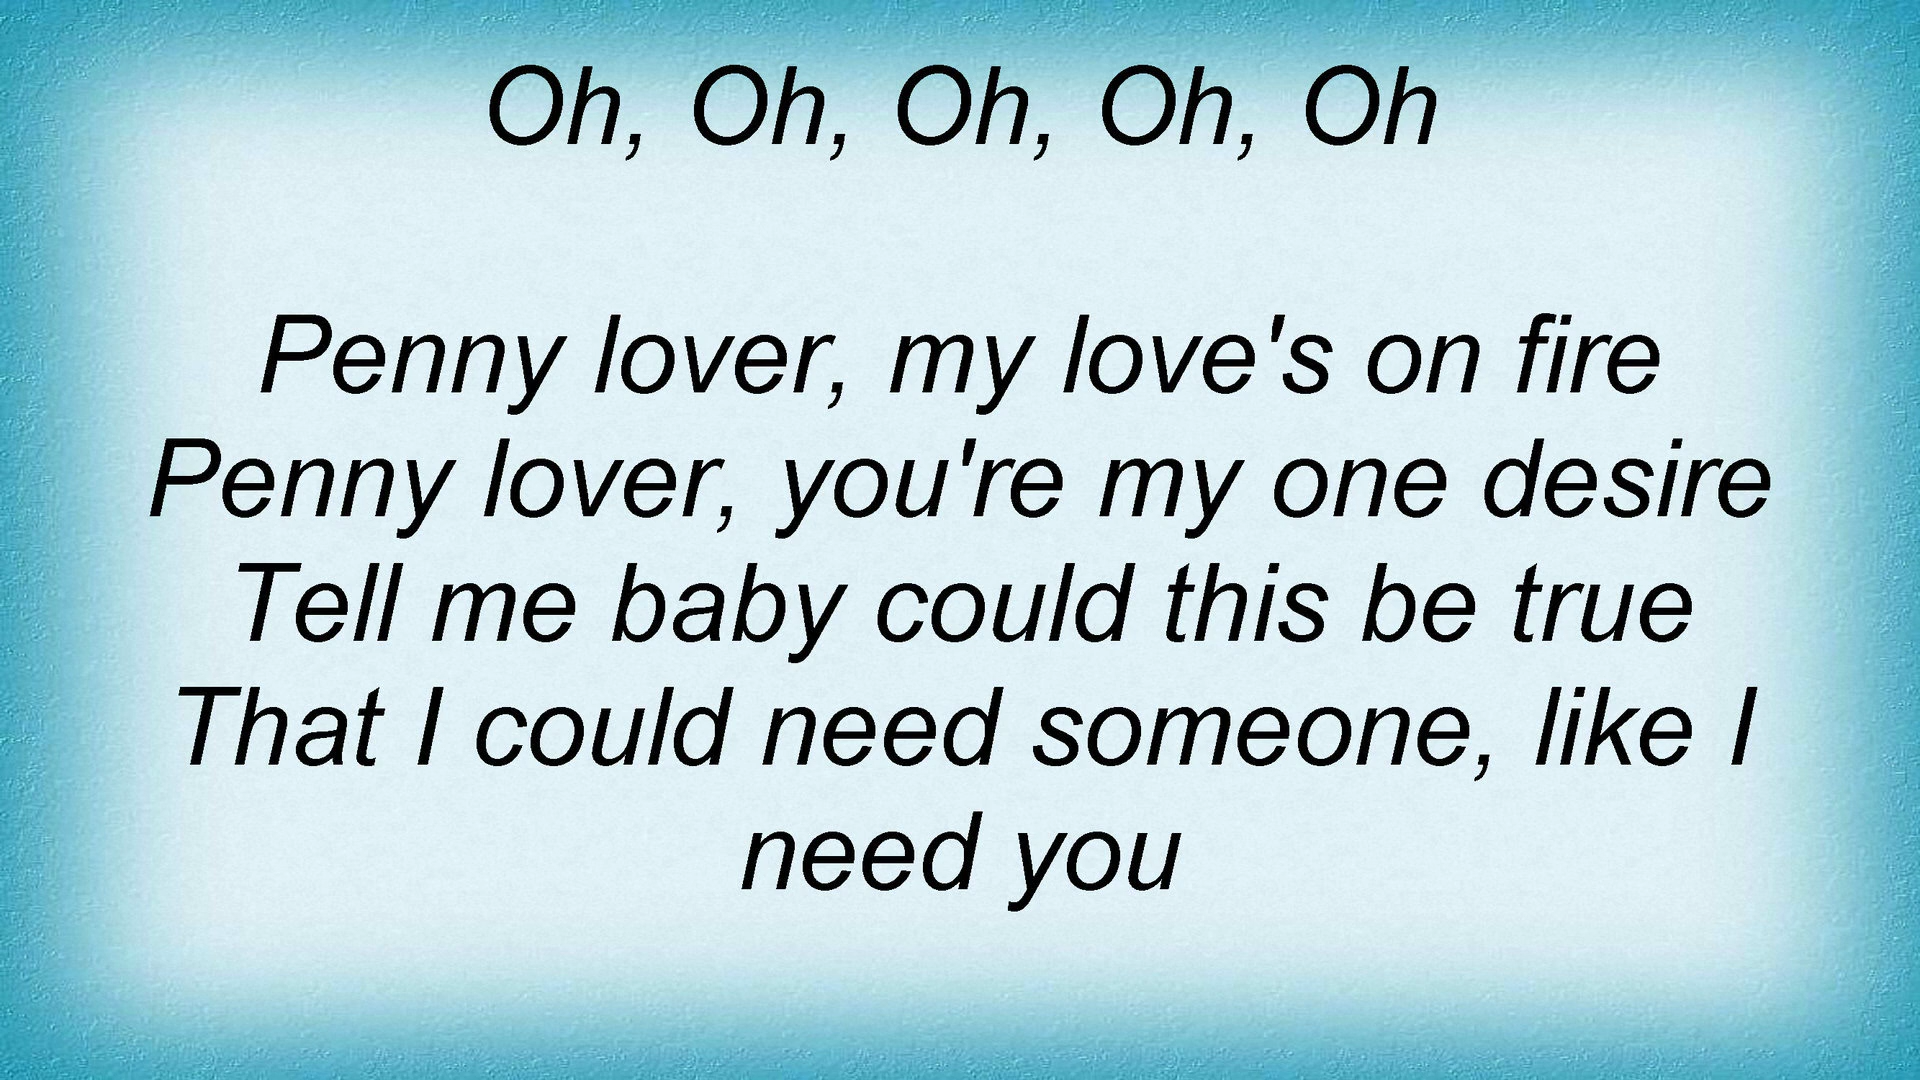 Oh, Oh, Oh, Oh, Oh
Penny lover, my love's on fire
Penny lover, you're my one desire
Tell me baby could this be true
That I could need someone, like I
need you